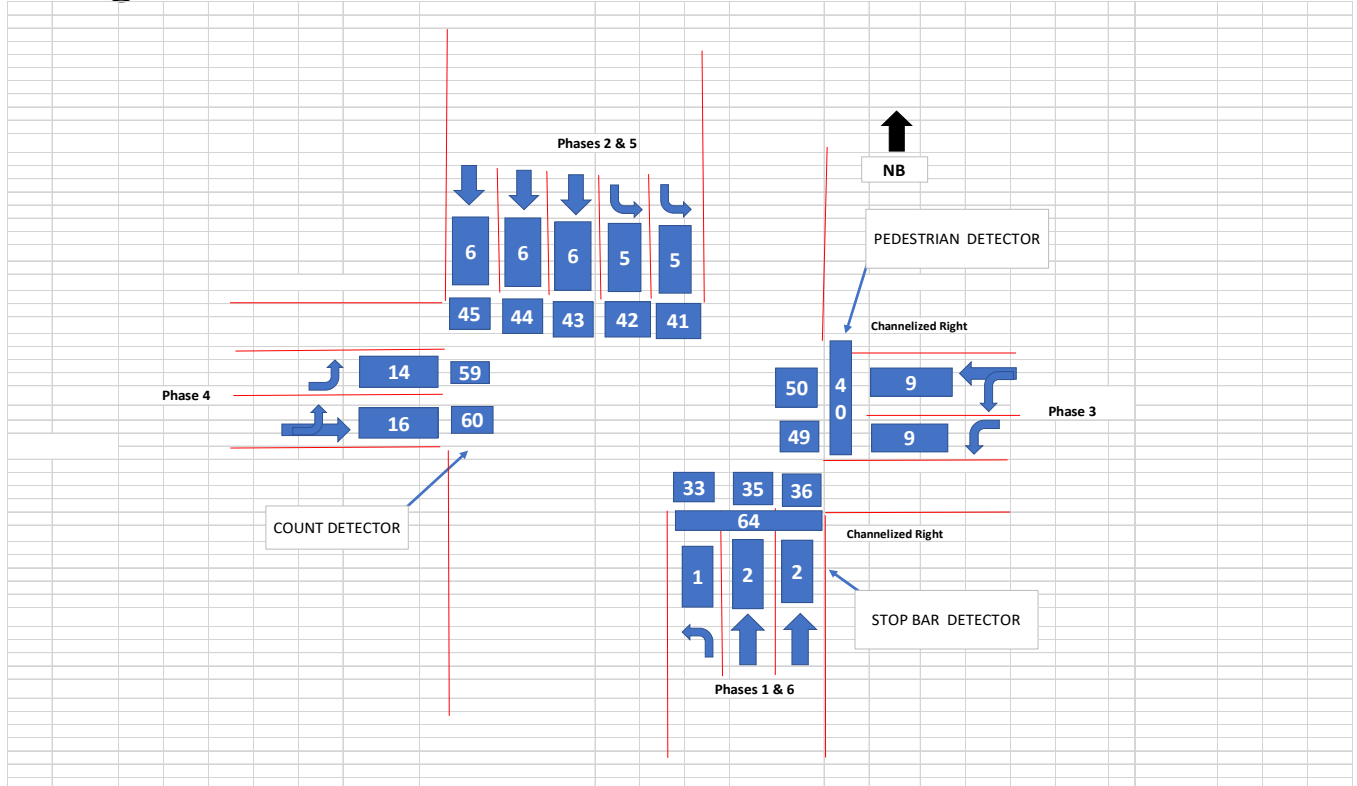 Phases 2 & 5
NB
PEDESTRIAN DETECTOR
6
6
6
5
5
45
44
43
42
41
Channelized Right
14
59
50
4
0
9
Phase 4
16
60
49
9
Phase 3
33
35
36
COUNT DETECTOR
64
Channelized Right
1
2
2
STOP BAR DETECTOR
Phases 1 & 6